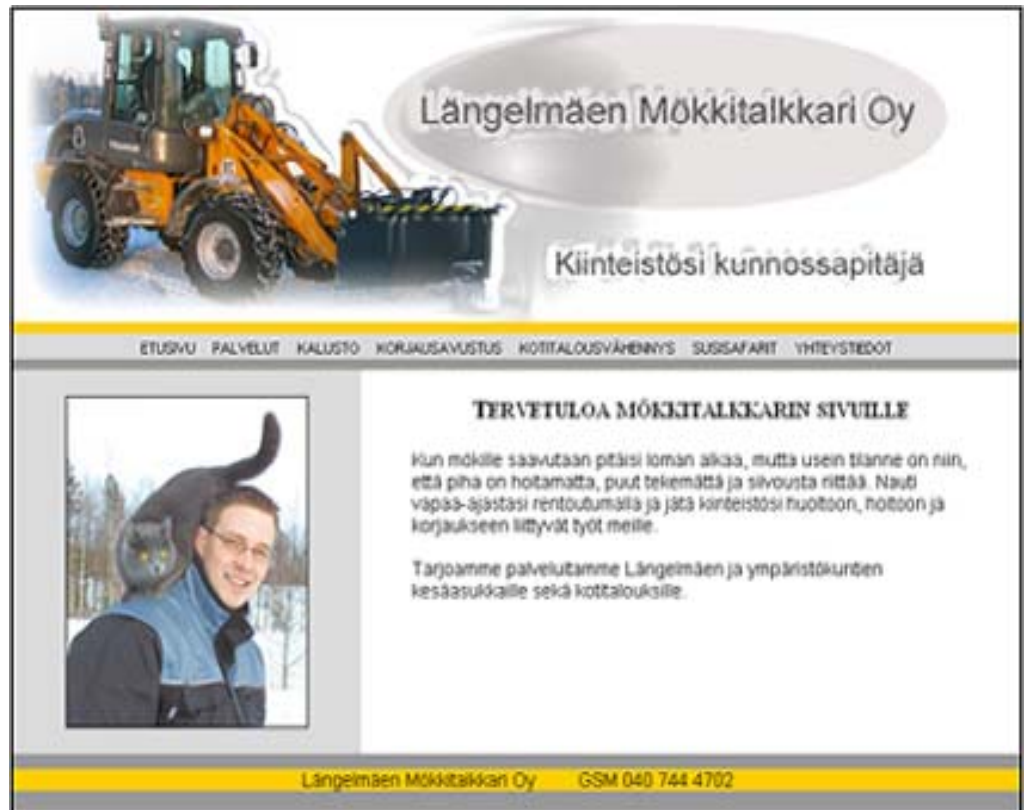 Längelmäen Mökkitalkkari Oy
Kiinteistösi kunnossapitäjä
ETUSIVU PALVELUT KALUSTO KORJAUSAVUSTUS KOTITALOUSVÄHENNYS SUSISAFARIT YHTEYSTIEDOT
TERVETULOA MÖKKITALKKARIN SIVUILLE
Kun mökille saavutaan pitäisi loman alkaa, mutta usein tilanne on niin,
että piha on hoitamatta, puut tekemättä ja siivousta riittää. Nauti
vapaa-ajastasi rentoutumalla ja jätä kiinteistösi huoltoon, hoitoon ja
korjaukseen liittyvät työt meille.
Tarjoamme palveluitamme Längelmäen ja ympäristökuntien
kesäasukkaille sekä kotitalouksille.
Längelmäen Mökkitalkkari Oy GSM 040 744 4702